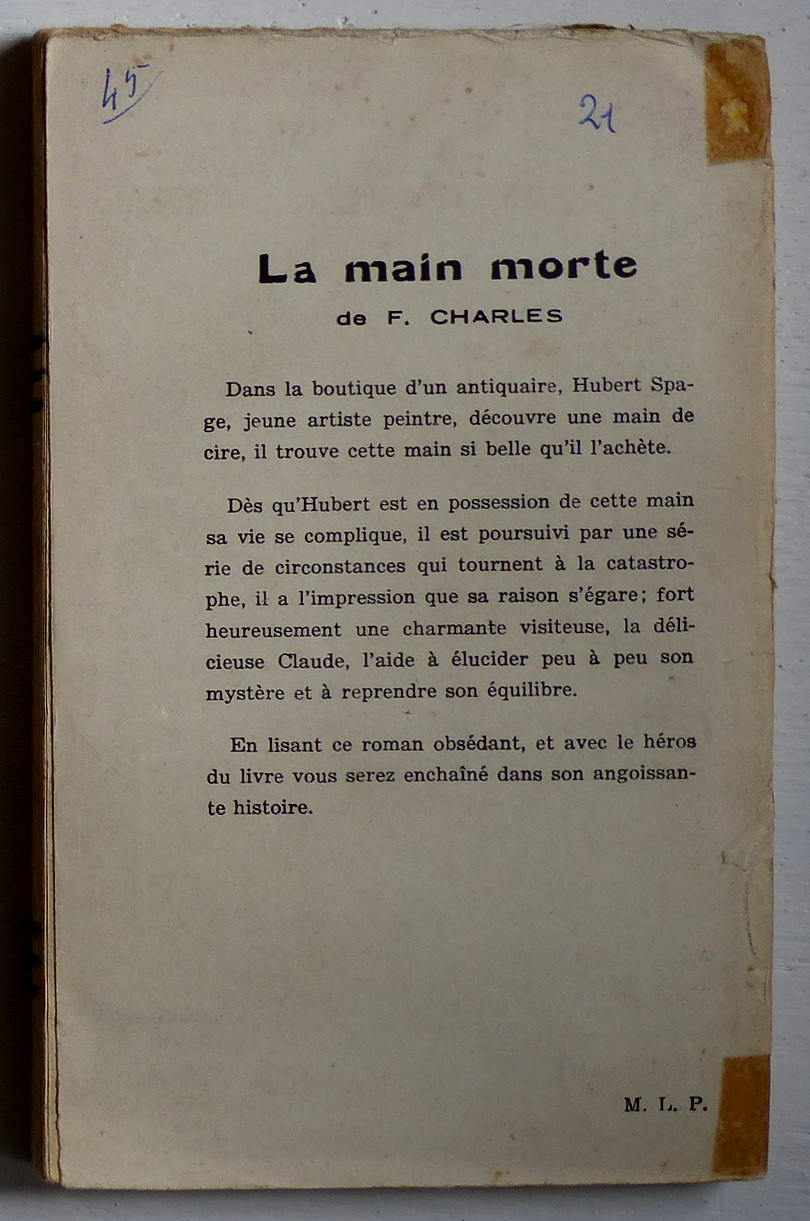 45
21
La main morte
de F. CHARLES
Dans la boutique d'un antiquaire, Hubert Spa-
ge, jeune artiste peintre, découvre une main de
cire, il trouve cette main si belle qu'il l'achète.
Dès qu'Hubert est en possession de cette main
sa vie se complique, il est poursuivi par une sé-
rie de circonstances qui tournent à la catastro-
phe, il a l'impression que sa raison s'égare; fort
heureusement une charmante visiteuse, la déli-
cieuse Claude, l'aide à élucider peu à peu son
mystère et à reprendre son équilibre.
En lisant ce roman obsédant, et avec le héros
du livre vous serez enchaîné dans son angoissan-
te histoire.
M. L. P.